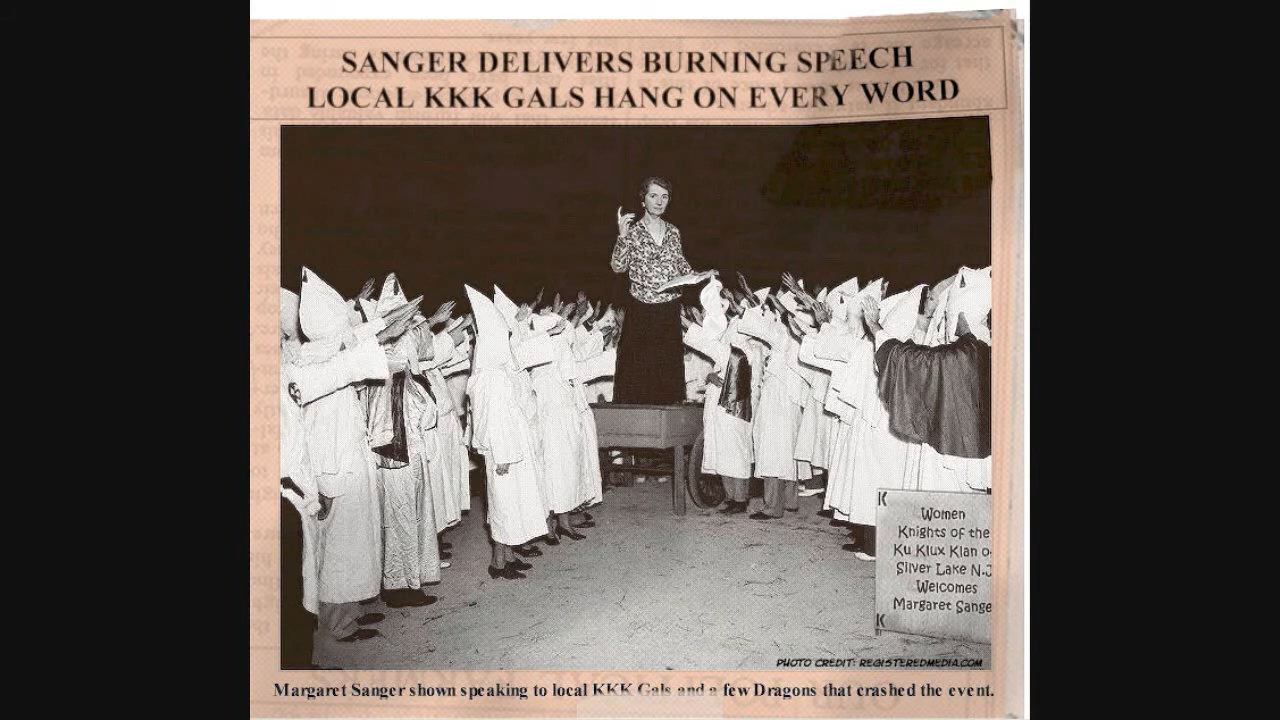 SANGER DELIVERS BURNING SPEECH
LOCAL KKK GALS HANG ON EVERY WORD
Women
Knights of the
Ku Klux Klan o
Silver Lake N.J
Welcomes
Margaret Sange
PHOTO CREDIT: REGISTEREDMEDIA.COM
Margaret Sanger shown speaking to local KKK Gals and a few Dragons that crashed the event.